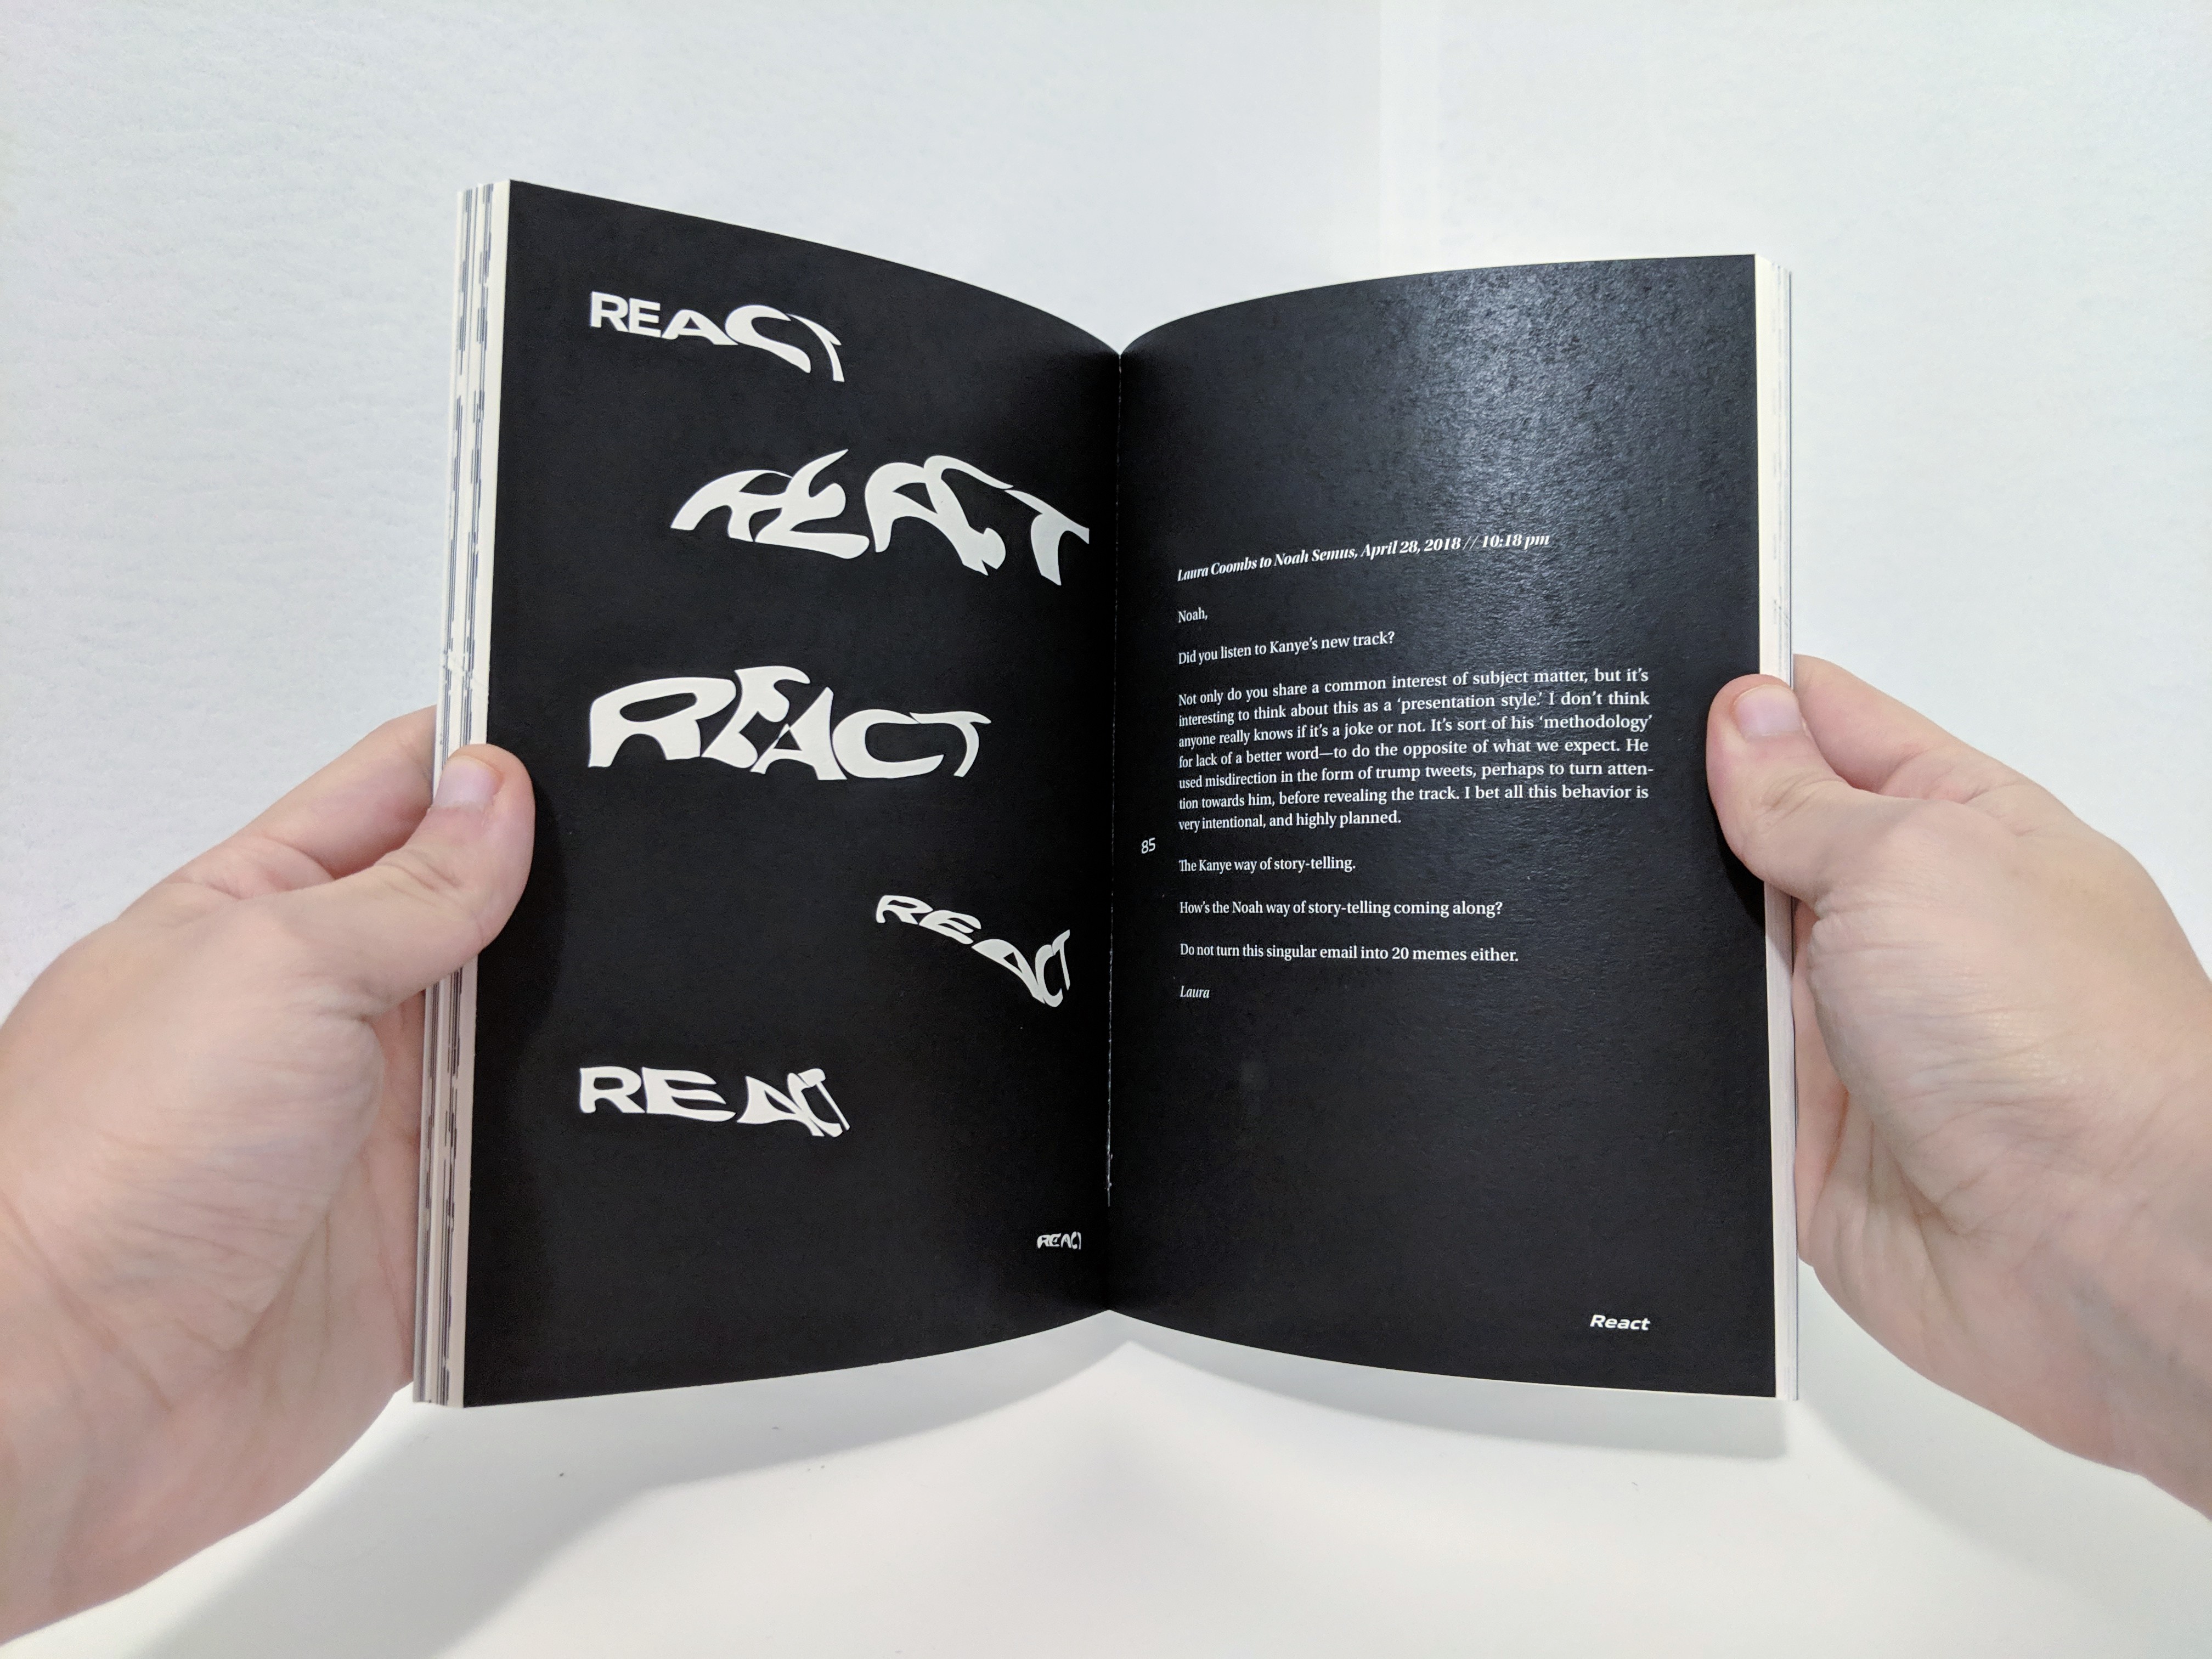 REACT
REACT
REACT
REACT
REACT
REACT
Laura Coombs to Noah Semus, April 28, 2018 // 10:18 pm
Noah,
Did you listen to Kanye's new track?
Not only do you share a common interest of subject matter, but it's
interesting to think about this as a 'presentation style.' I don't think
anyone really knows if it's a joke or not. It's sort of his 'methodology'
for lack of a better word—to do the opposite of what we expect. He
used misdirection in the form of trump tweets, perhaps to turn atten-
tion towards him, before revealing the track. I bet all this behavior is
very intentional, and highly planned.
85
The Kanye way of story-telling.
How's the Noah way of story-telling coming along?
Do not turn this singular email into 20 memes either.
Laura
React